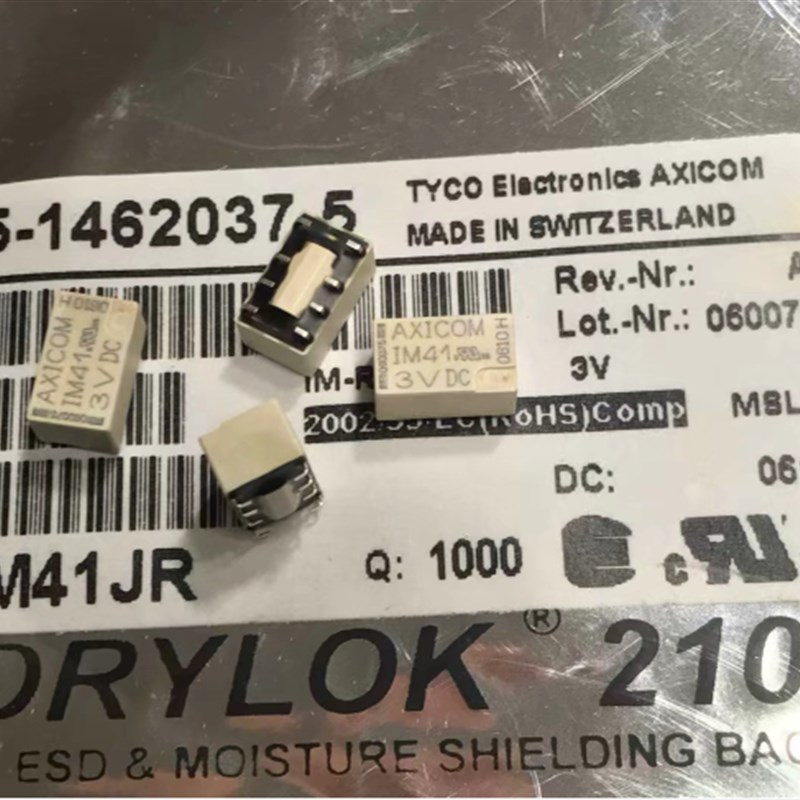 5-1462037 5
TYCO Electronics AXICOM
MADE IN SWITZERLAND
Rev.-Nr.: A
Lot.-Nr.: 06007
IM-R
3V
2002 EC(RoHS)Comp
MSL
DC: 06
M41JR
Q: 1000
c
DRYLOK ® 210
ESD & MOISTURE SHIELDING BAG
AXICOM
IM41
3V DC
AXICOM
IM41
3V DC
0610H